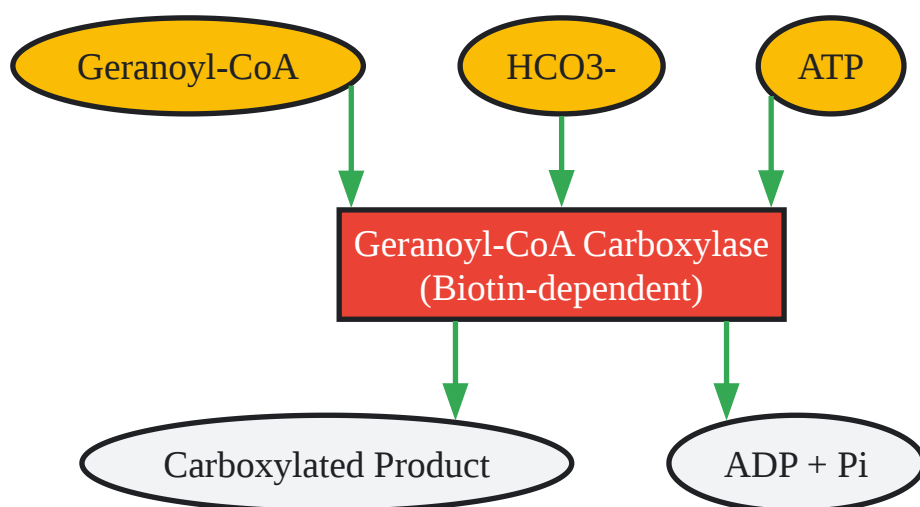 Geranoyl-CoA
HCO3-
ATP
Geranoyl-CoA Carboxylase
(Biotin-dependent)
Carboxylated Product
ADP + Pi